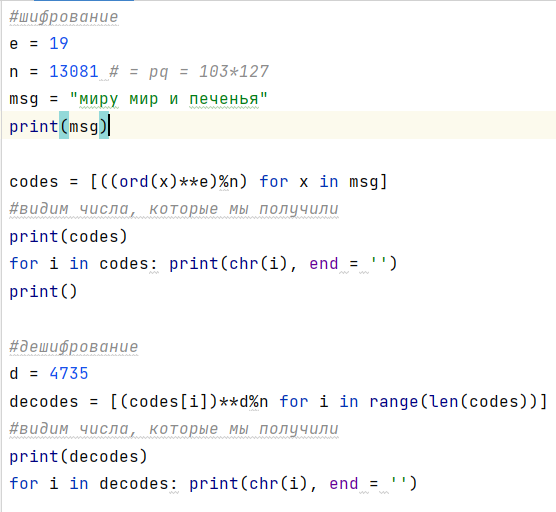 #шифрование
e = 19
n = 13081 # = pq = 103*127
msg = "миру мир и печенья"
print(msg)
codes = [((ord(x)**e)%n) for x in msg]
#видим числа, которые мы получили
print(codes)
for i in codes: print(chr(i), end = '')
print()
#дешифрование
d = 4735
decodes = [(codes[i])**d%n for i in range(len(codes))]
#видим числа, которые мы получили
print(decodes)
for i in decodes: print(chr(i), end = '')